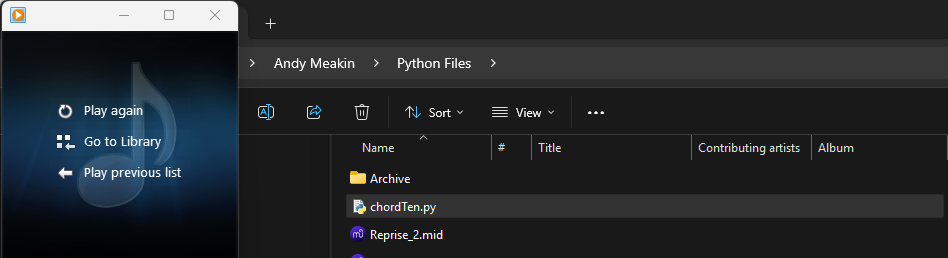 Andy Meakin
Python Files
Play again
Go to Library
Play previous list
Sort
View
Name
#
Title
Contributing artists
Album
Archive
chordTen.py
Reprise_2.mid